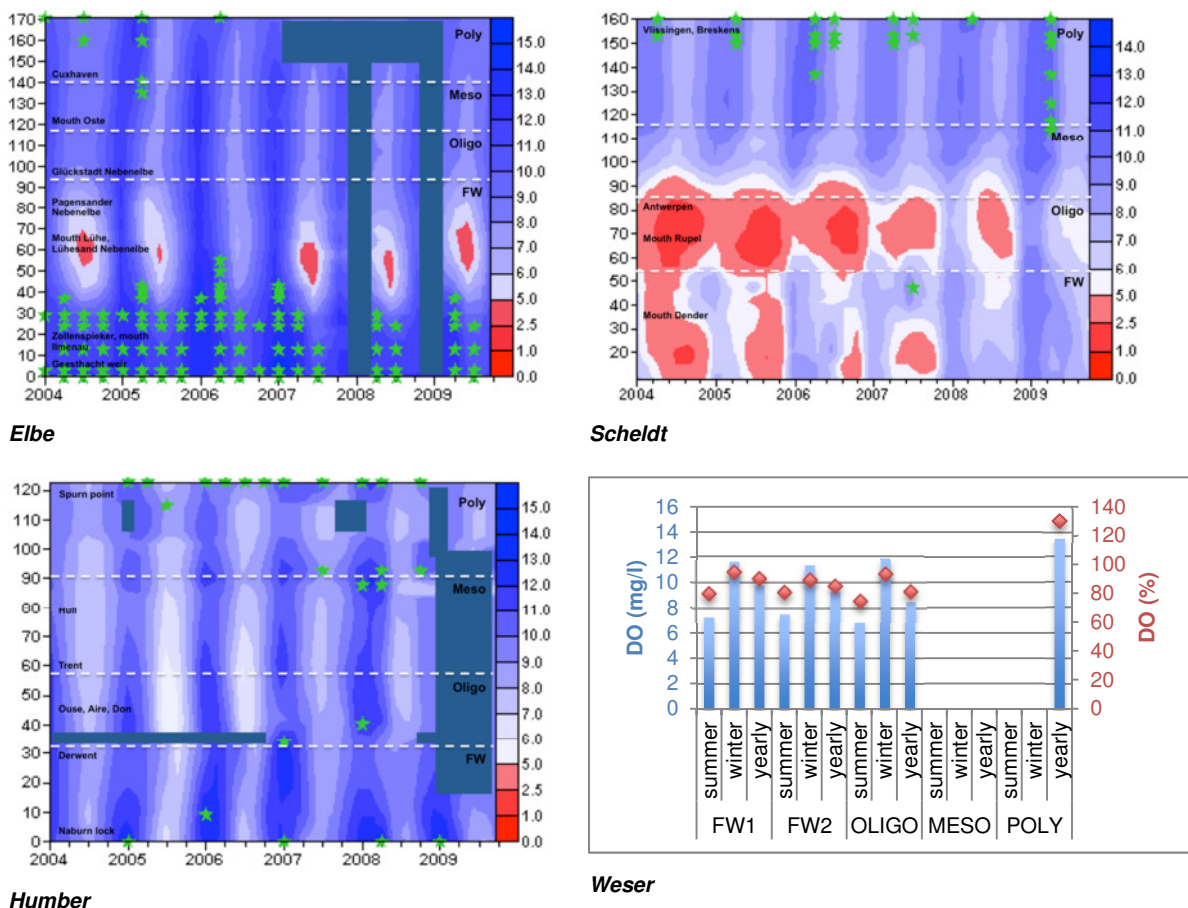 170
160
150
140
130
120
110
100
90
80
70
60
50
40
30
20
10
0
Poly
Cuxhaven
Meso
Mouth Oste
Oligo
Glückstadt Nebenelbe
FW
Pagensander
Nebenelbe
Mouth Lühe,
Lühesand Nebenelbe
Zollenspieker, mouth
Ilmenau
Geesthacht weir
2004 2005 2006 2007 2008 2009
15.0
14.0
13.0
12.0
11.0
10.0
9.0
8.0
7.0
6.0
5.0
2.5
1.0
0.0
Elbe
160
150
140
130
120
110
100
90
80
70
60
50
40
30
20
Vlissingen, Breskens
Poly
Meso
Antwerpen
Oligo
Mouth Rupel
FW
Mouth Dender
2004 2005 2006 2007 2008 2009
14.0
13.0
12.0
11.0
10.0
9.0
8.0
7.0
6.0
5.0
2.5
1.0
0.0
Scheldt
120
110
100
90
80
70
60
50
40
30
20
10
0
Spurn point
Poly
Meso
Hull
Trent
Oligo
Ouse, Aire, Don
Derwent
FW
Naburn lock
2004 2005 2006 2007 2008 2009
15.0
14.0
13.0
12.0
11.0
10.0
9.0
8.0
7.0
6.0
5.0
2.5
1.0
0.0
Humber
DO (mg/l)
16
14
12
10
8
6
4
2
0
140
120
100
80
60
40
20
0
DO (%)
summer winter yearly summer winter yearly summer winter yearly summer winter yearly summer winter yearly
FW1 FW2 OLIGO MESO POLY
Weser